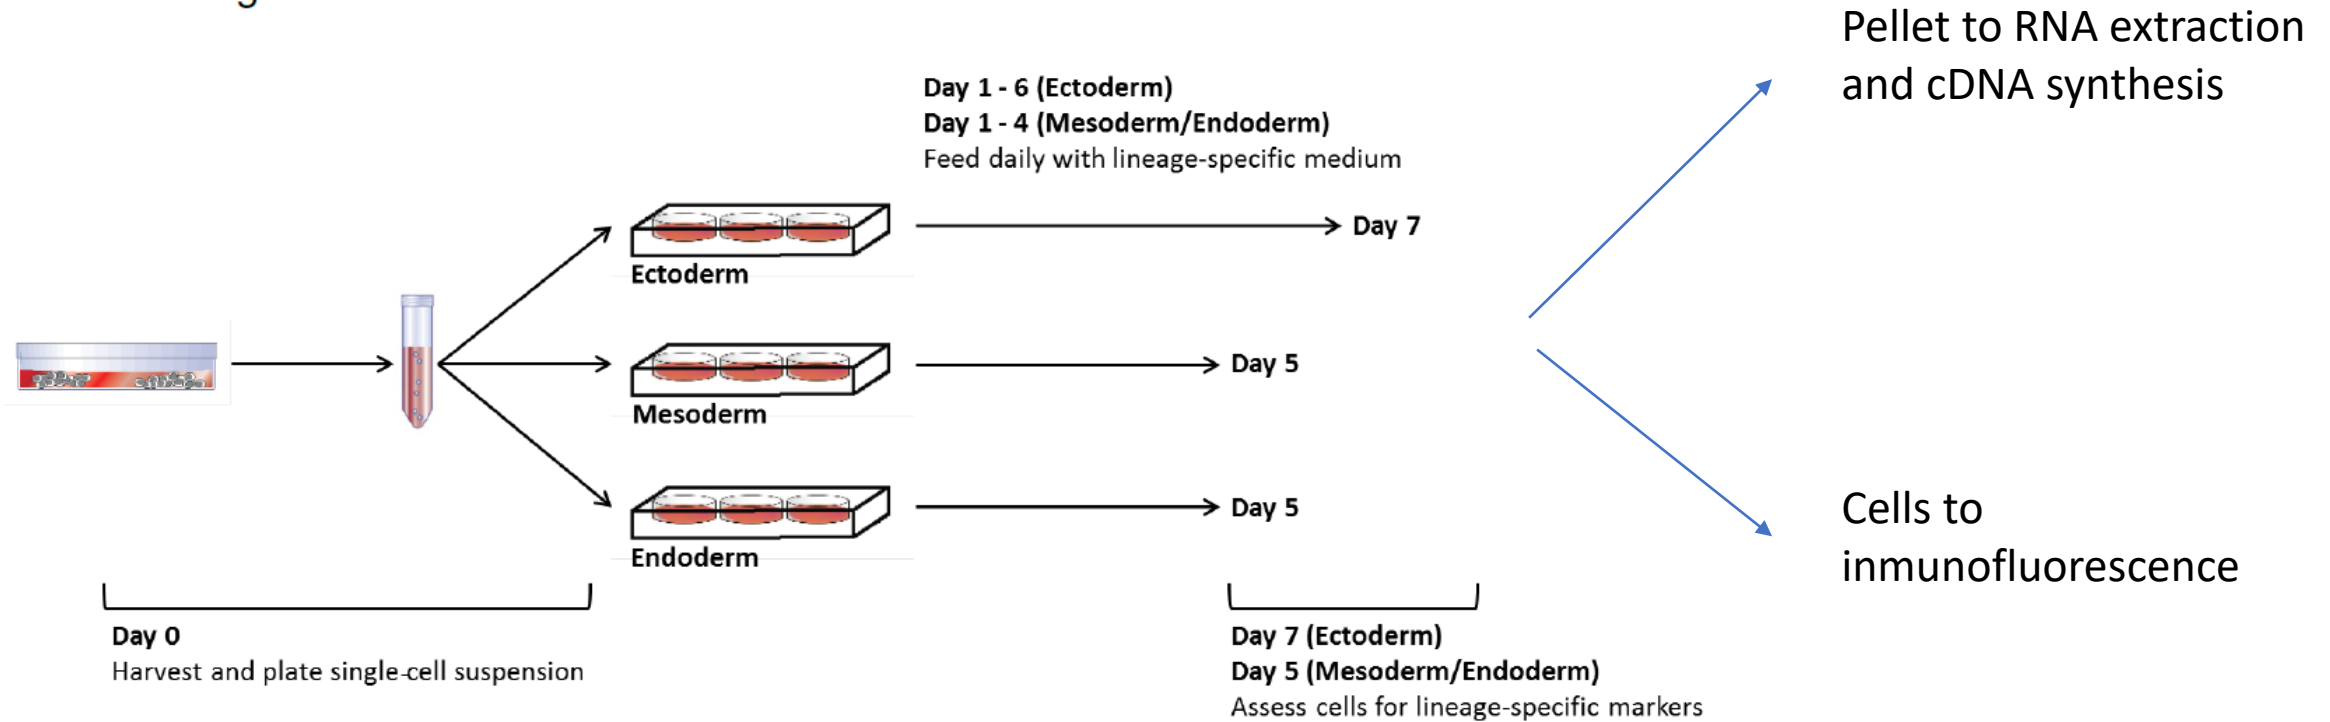 Pellet to RNA extraction
and cDNA synthesis
Day 1 - 6 (Ectoderm)
Day 1 - 4 (Mesoderm/Endoderm)
Feed daily with lineage-specific medium
Day 7
Ectoderm
Day 5
Mesoderm
Day 5
Endoderm
Cells to
inmunofluorescence
Day 0
Harvest and plate single-cell suspension
Day 7 (Ectoderm)
Day 5 (Mesoderm/Endoderm)
Assess cells for lineage-specific markers